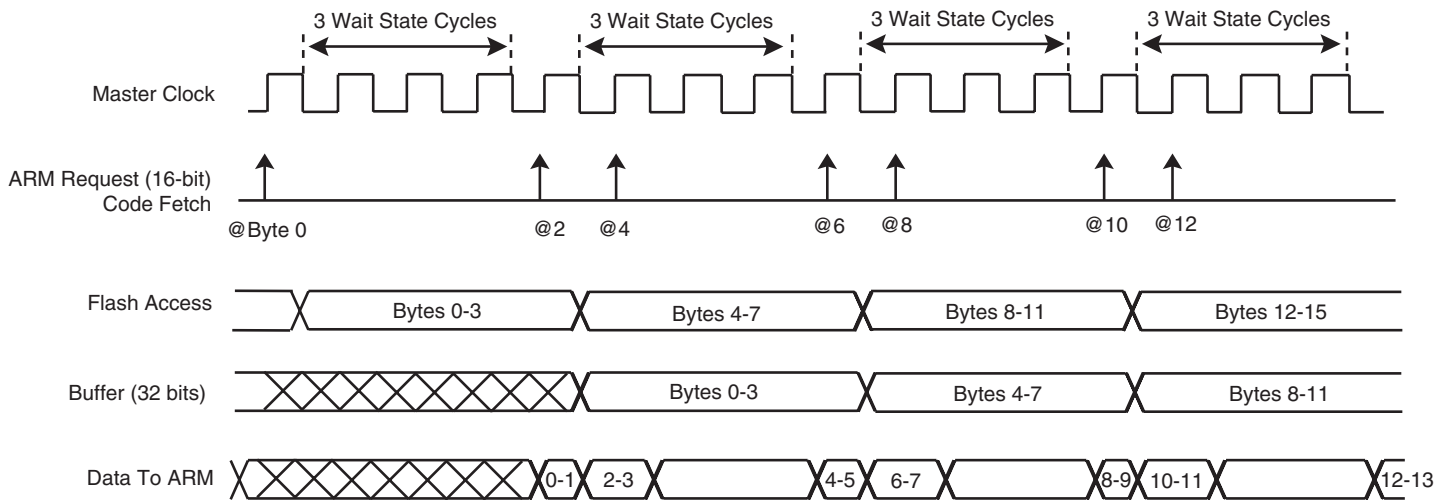 3 Wait State Cycles 3 Wait State Cycles 3 Wait State Cycles 3 Wait State Cycles
Master Clock
ARM Request (16-bit)
Code Fetch
@Byte 0 @2 @4 @6 @8 @10 @12
Flash Access Bytes 0-3 Bytes 4-7 Bytes 8-11 Bytes 12-15
Buffer (32 bits) Bytes 0-3 Bytes 4-7 Bytes 8-11
Data To ARM 0-1 2-3 4-5 6-7 8-9 10-11 12-13